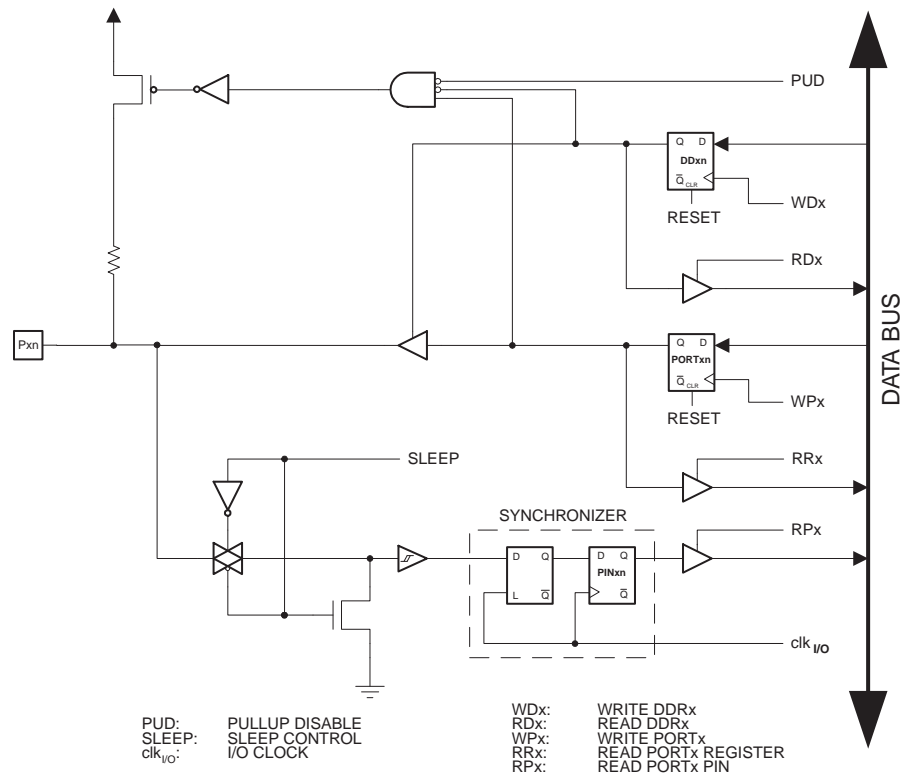 PUD
Q D
DDxn
Q CLR
WDx
RESET
RDx
Pxn
Q D
PORTxn
Q CLR
WPx
RESET
DATA BUS
SLEEP
RRx
SYNCHRONIZER
RPx
D Q
L Q
D Q
PINxn
Q
clk I/O
PUD: PULLUP DISABLE
SLEEP: SLEEP CONTROL
clkI/O: I/O CLOCK
WDx: WRITE DDRx
RDx: READ DDRx
WPx: WRITE PORTx
RRx: READ PORTx REGISTER
RPx: READ PORTx PIN